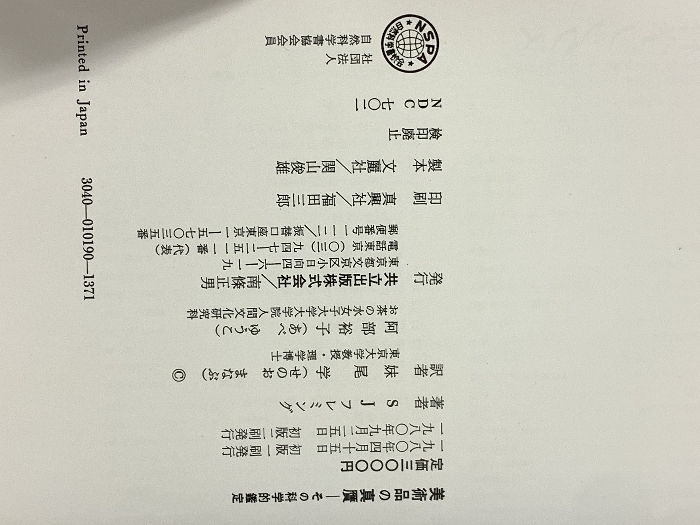 美術品の真贋―その科学的鑑定
定価三〇〇〇円
一九八〇年四月十五日 初版一刷発行
一九八〇年九月二五日 初版二刷発行
著者 S J フレミング
訳者 妹尾 学(せのお まなぶ) ©
東京大学教授・理学博士
阿部 裕子(あべ ゆうこ)
お茶の水女子大学大学院人間文化研究科
発行 共立出版株式会社/南條正男
東京都文京区小日向四―六―一九
電話東京(〇三)九四七―二五一一番(代表)
郵便番号一一二/振替口座東京一―五七〇三五番
印刷 真興社/福田三郎
製本 文麗社/関山俊雄
検印廃止
NDC 七〇二
社団法人
自然科学書協会会員
NSPA
Printed in Japan 3040—010190—1371